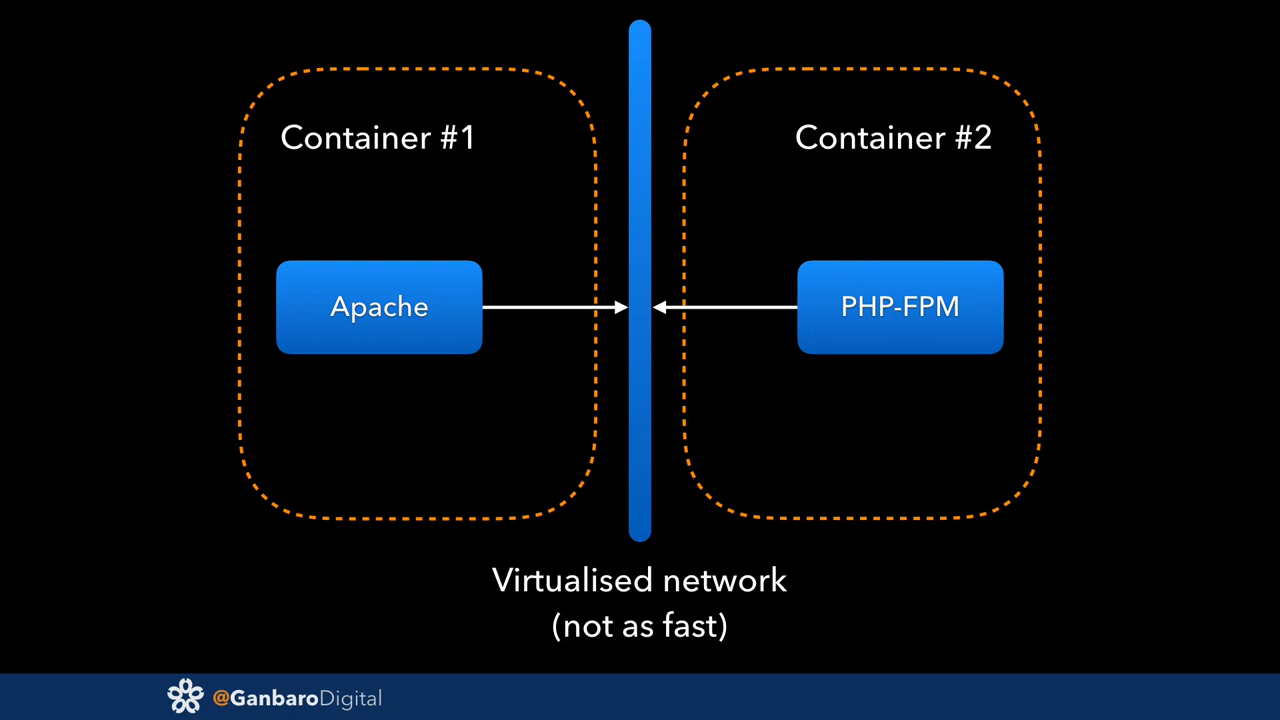 Container #1
Container #2
Apache
PHP-FPM
Virtualised network
(not as fast)
@GanbaroDigital